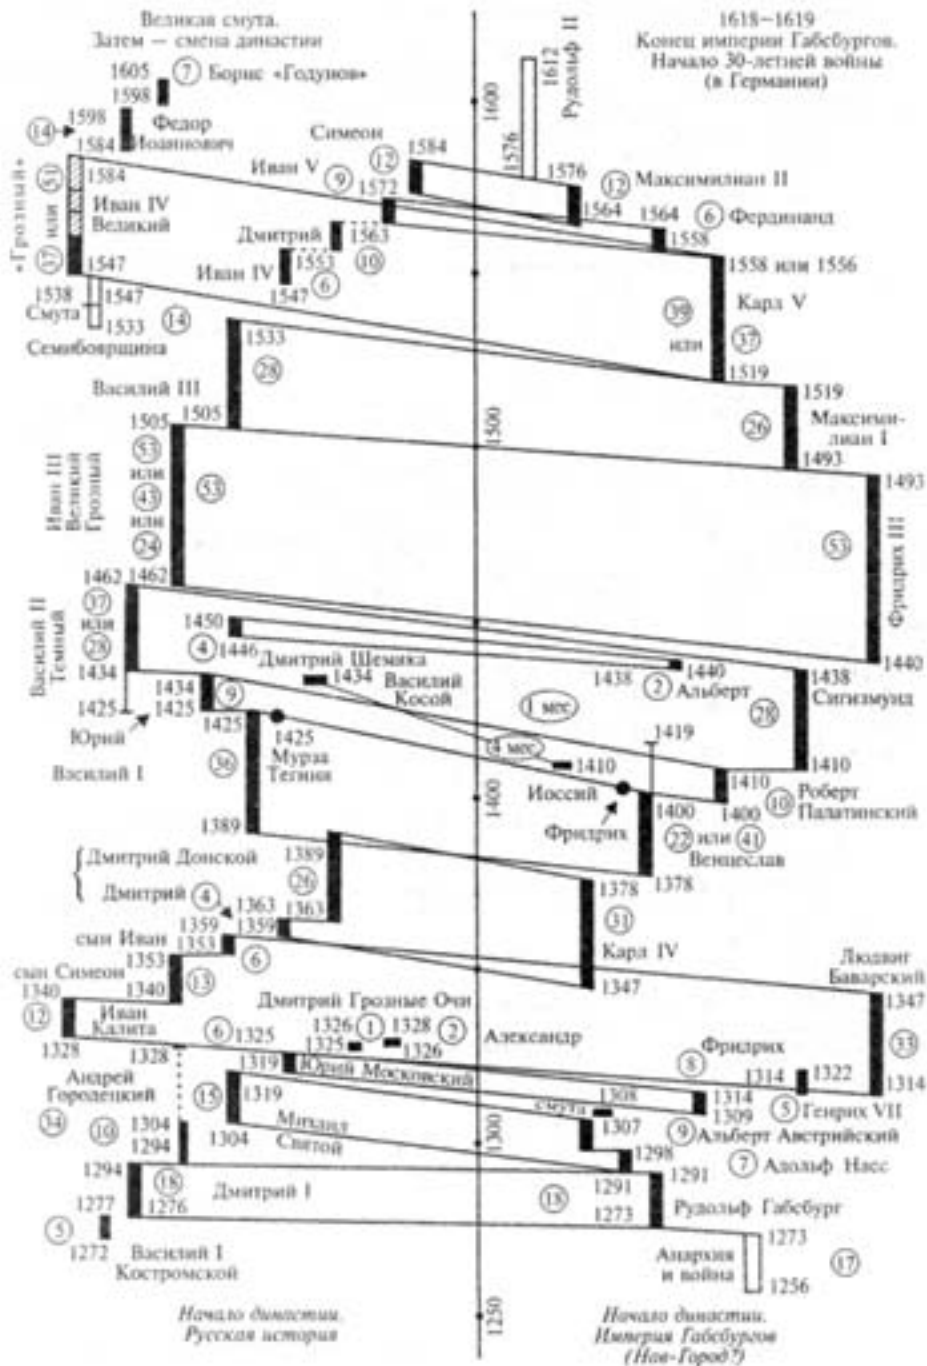 Великая смута.
Затем — смена династии
1605
7
Борис «Годунов»
1598
1598
Федор
14
Иоаннович
1584
1618–1619
Конец империи Габсбургов.
Начало 30-летней войны
(в Германии)
1612
Рудольф II
1576
1600
Симеон
1584
12
Иван V
9
1572
1576
12
Максимилиан II
1564
1564
6
Фердинанд
1558
«Грозный»
51
или
37
1584
Иван IV
Великий
1547
Дмитрий
1563
10
1553
Иван IV
6
1547
1538
1547
Смута
1533
14
Семибоярщина
1558 или 1556
Карл V
39
или
37
1519
1533
28
Василий III
1505
1505
1519
26
Максими-
лиан I
1493
1500
Иван III
Великий
Грозный
53
или
43
или
24
53
1493
53
Фридрих III
1440
1462
1462
Василий II
Темный
37
или
28
1434
1425
1450
4
1446
Дмитрий Шемяка
1434
Василий
Косой
1438
1440
2
Альберт
1438
Сигизмунд
28
1410
1434
9
1425
1425
Юрий
1425
Мурза
Тегиня
Василий I
36
1389
1 мес
4 мес
1419
1410
Иоссий
Фридрих
1410
10
Роберт
Палатинский
1400
1400
22
или
41
Венцеслав
1378
1400
Дмитрий Донской
1389
26
1363
Дмитрий
4
1363
1359
1359
сын Иван
1353
6
1378
31
Карл IV
1347
сын Симеон
1353
13
1340
1340
12
Иван
Калита
1328
1328
Людвиг
Баварский
1347
33
1314
Дмитрий Грозные Очи
1326
1
1328
2
1325
1326
Александр
6
1325
1319
Юрий Московский
Фридрих
8
1314
1322
5
Генрих VII
1308
1314
1309
смута
1307
9
Альберт Австрийский
Андрей
Городецкий
34
10
1304
1294
15
1319
Михаил
Святой
1304
1300
1298
7
Адольф Насс
1291
1291
1294
18
Дмитрий I
1276
18
1273
Рудольф Габсбург
1277
5
1272
Василий I
Костромской
1273
Анархия
и война
17
1256
1250
Начало династии.
Русская история
Начало династии.
Империя Габсбургов
(Нов-Город?)